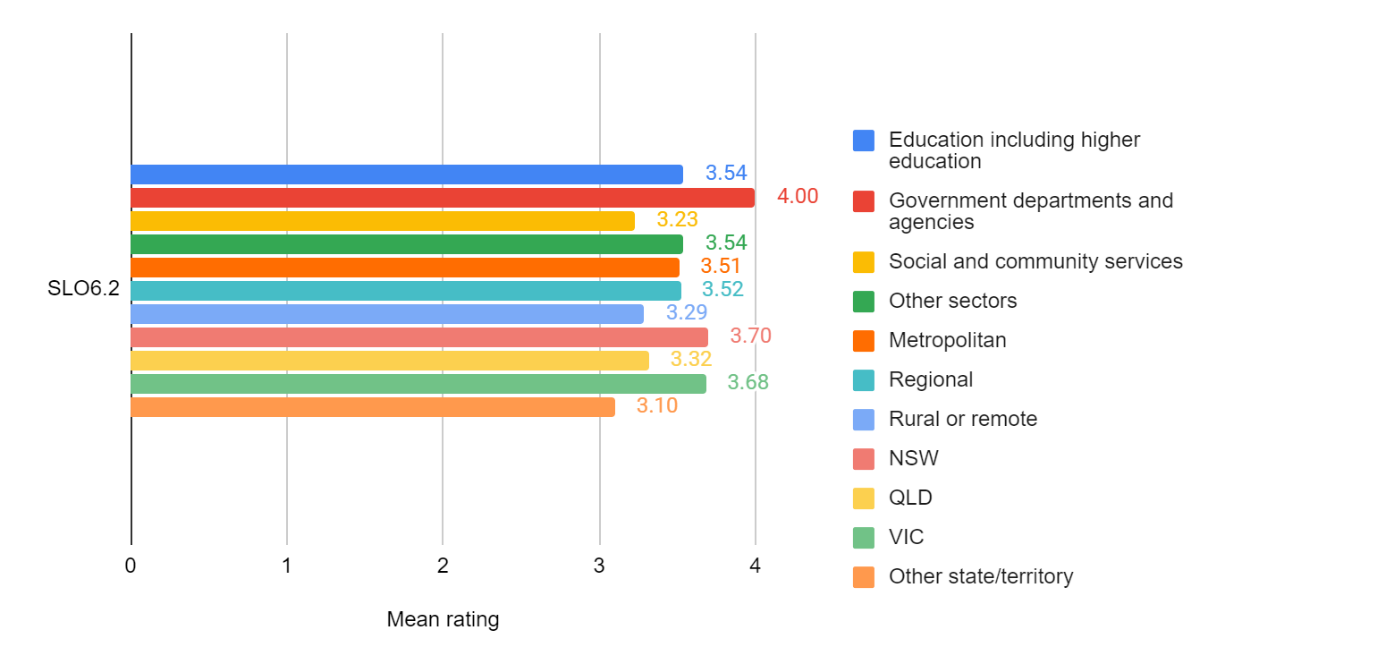 3.54
4.00
3.23
3.54
3.51
3.52
3.29
3.70
3.32
3.68
3.10
SLO6.2
0 1 2 3 4
Mean rating
Education including higher
education
Government departments and
agencies
Social and community services
Other sectors
Metropolitan
Regional
Rural or remote
NSW
QLD
VIC
Other state/territory